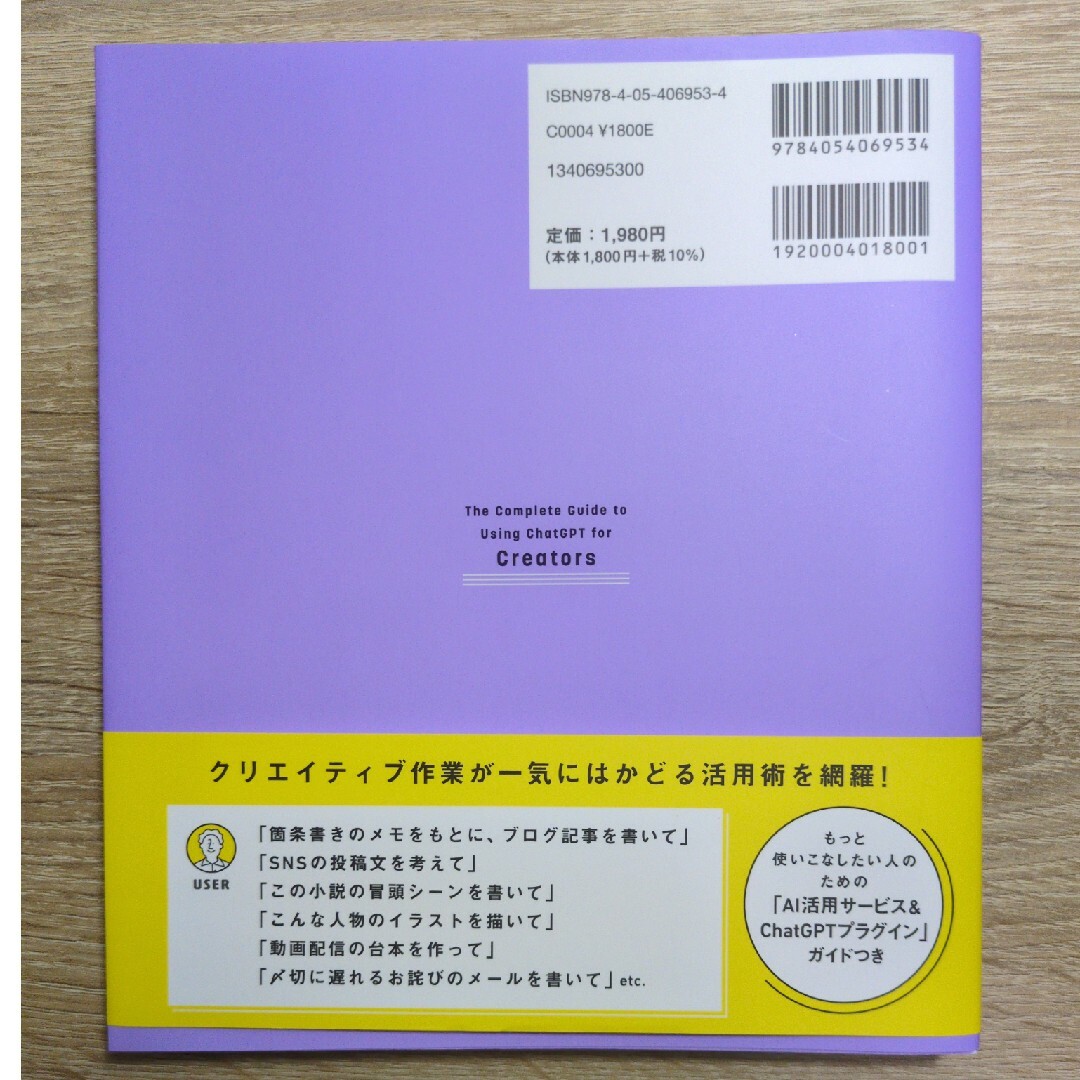 ISBN978-4-05-406953-4
C0004 ¥1800E
1340695300
定価：1,980円
（本体1,800円＋税10%）
9784054069534
1920004018001
The Complete Guide to
Using ChatGPT for
Creators
クリエイティブ作業が一気にはかどる活用術を網羅！
USER
「箇条書きのメモをもとに、ブログ記事を書いて」
「SNSの投稿文を考えて」
「この小説の冒頭シーンを書いて」
「こんな人物のイラストを描いて」
「動画配信の台本を作って」
「〆切に遅れるお詫びのメールを書いて」etc.
もっと
使いこなしたい人の
ための
「AI活用サービス&
ChatGPTプラグイン」
ガイドつき